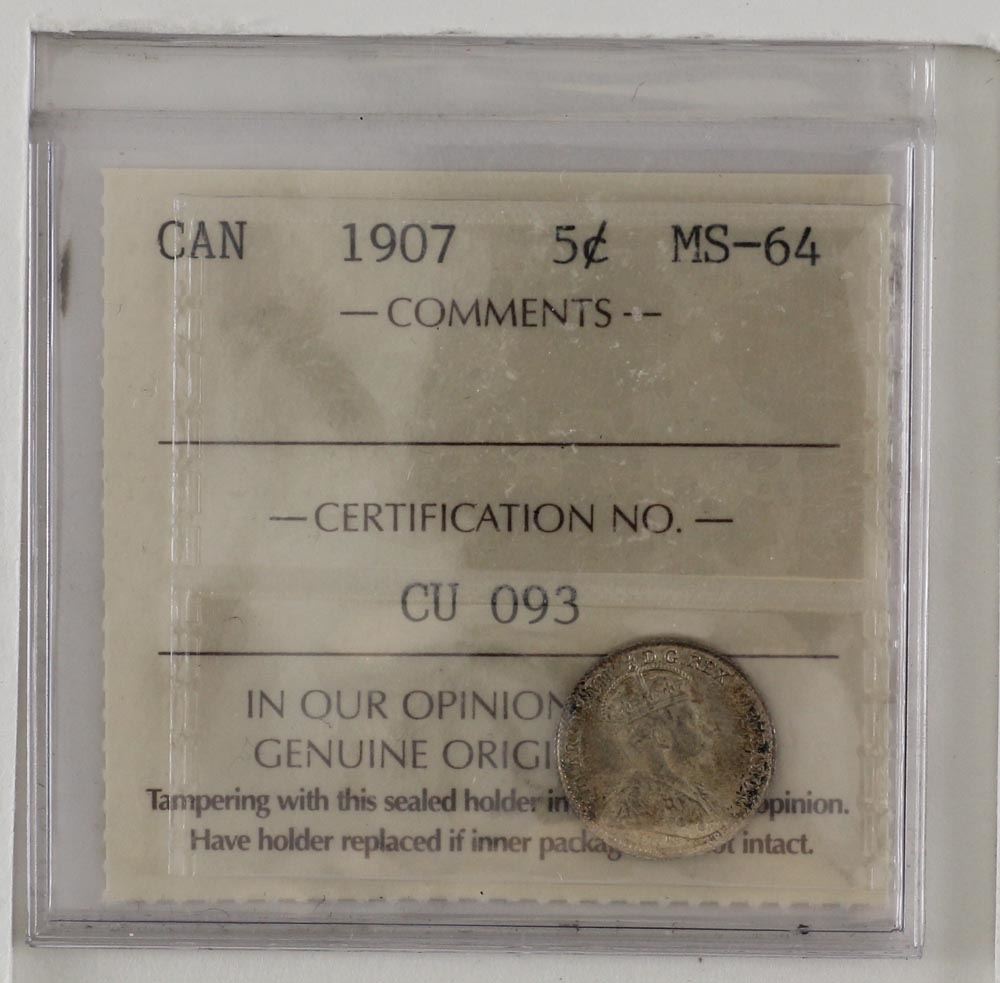 CAN 1907 5¢ MS-64
— COMMENTS --
— CERTIFICATION NO. —
CU 093
IN OUR OPINION
GENUINE ORIGI
Tampering with this sealed holder in opinion.
Have holder replaced if inner packag t intact.
D.G. REX